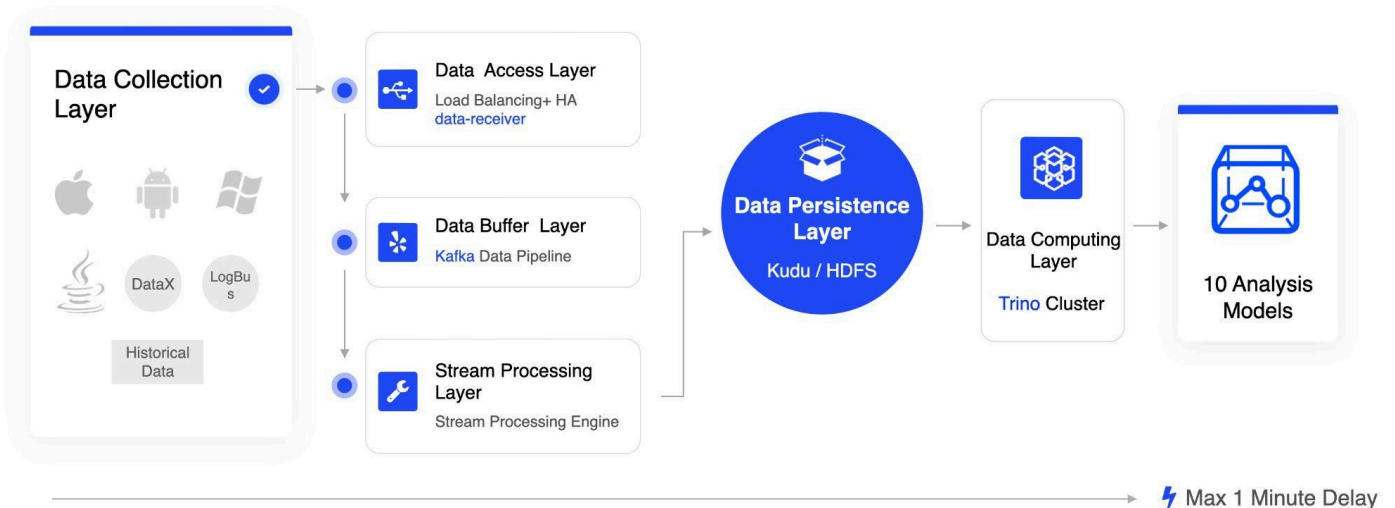 Data Collection
Layer
DataX
LogBu
s
Historical
Data
Data Access Layer
Load Balancing+ HA
data-receiver
Data Buffer Layer
Kafka Data Pipeline
Stream Processing
Layer
Stream Processing Engine
Data Persistence
Layer
Kudu / HDFS
Data Computing
Layer
Trino Cluster
10 Analysis
Models
Max 1 Minute Delay